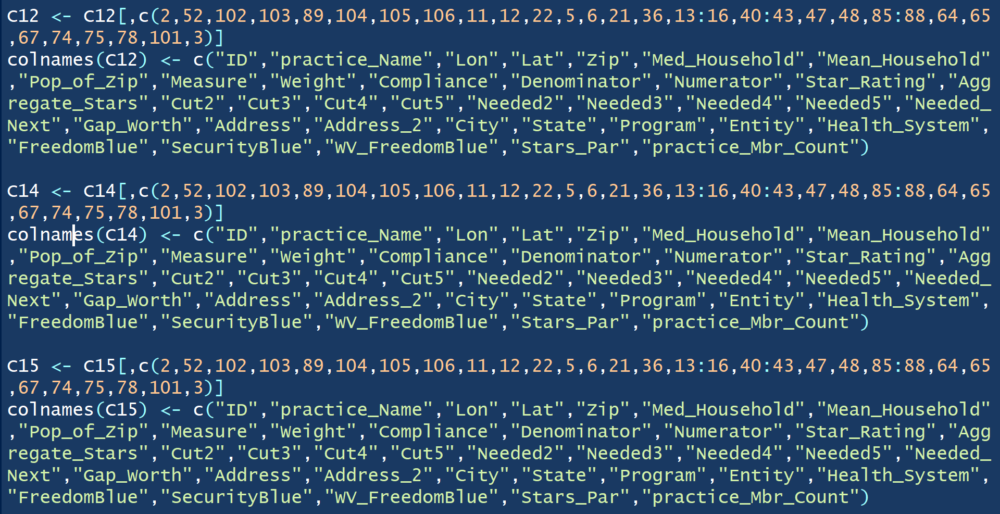 C12 <- C12[,c(2,52,102,103,89,104,105,106,11,12,22,5,6,21,36,13:16,40:43,47,48,85:88,64,65
,67,74,75,78,101,3)]
colnames(C12) <- c("ID","practice_Name","Lon","Lat","Zip","Med_Household","Mean_Household"
,"Pop_of_Zip","Measure","Weight","Compliance","Denominator","Numerator","Star_Rating","Agg
regate_Stars","Cut2","Cut3","Cut4","Cut5","Needed2","Needed3","Needed4","Needed5","Needed_
Next","Gap_Worth","Address","Address_2","City","State","Program","Entity","Health_System",
"FreedomBlue","SecurityBlue","WV_FreedomBlue","Stars_Par","practice_Mbr_Count")
C14 <- C14[,c(2,52,102,103,89,104,105,106,11,12,22,5,6,21,36,13:16,40:43,47,48,85:88,64,65
,67,74,75,78,101,3)]
colnames(C14) <- c("ID","practice_Name","Lon","Lat","Zip","Med_Household","Mean_Household"
,"Pop_of_Zip","Measure","Weight","Compliance","Denominator","Numerator","Star_Rating","Agg
regate_Stars","Cut2","Cut3","Cut4","Cut5","Needed2","Needed3","Needed4","Needed5","Needed_
Next","Gap_Worth","Address","Address_2","City","State","Program","Entity","Health_System",
"FreedomBlue","SecurityBlue","WV_FreedomBlue","Stars_Par","practice_Mbr_Count")
C15 <- C15[,c(2,52,102,103,89,104,105,106,11,12,22,5,6,21,36,13:16,40:43,47,48,85:88,64,65
,67,74,75,78,101,3)]
colnames(C15) <- c("ID","practice_Name","Lon","Lat","Zip","Med_Household","Mean_Household"
,"Pop_of_Zip","Measure","Weight","Compliance","Denominator","Numerator","Star_Rating","Agg
regate_Stars","Cut2","Cut3","Cut4","Cut5","Needed2","Needed3","Needed4","Needed5","Needed_
Next","Gap_Worth","Address","Address_2","City","State","Program","Entity","Health_System",
"FreedomBlue","SecurityBlue","WV_FreedomBlue","Stars_Par","practice_Mbr_Count")